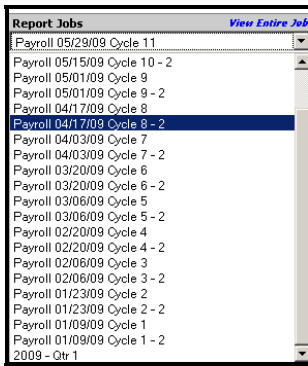 Report Jobs View Entire Job
Payroll 05/29/09 Cycle 11
Payroll 05/15/09 Cycle 10 - 2
Payroll 05/01/09 Cycle 9
Payroll 05/01/09 Cycle 9 - 2
Payroll 04/17/09 Cycle 8
Payroll 04/17/09 Cycle 8 - 2
Payroll 04/03/09 Cycle 7
Payroll 04/03/09 Cycle 7 - 2
Payroll 03/20/09 Cycle 6
Payroll 03/20/09 Cycle 6 - 2
Payroll 03/06/09 Cycle 5
Payroll 03/06/09 Cycle 5 - 2
Payroll 02/20/09 Cycle 4
Payroll 02/20/09 Cycle 4 - 2
Payroll 02/06/09 Cycle 3
Payroll 02/06/09 Cycle 3 - 2
Payroll 01/23/09 Cycle 2
Payroll 01/23/09 Cycle 2 - 2
Payroll 01/09/09 Cycle 1
Payroll 01/09/09 Cycle 1 - 2
2009 - Qtr 1